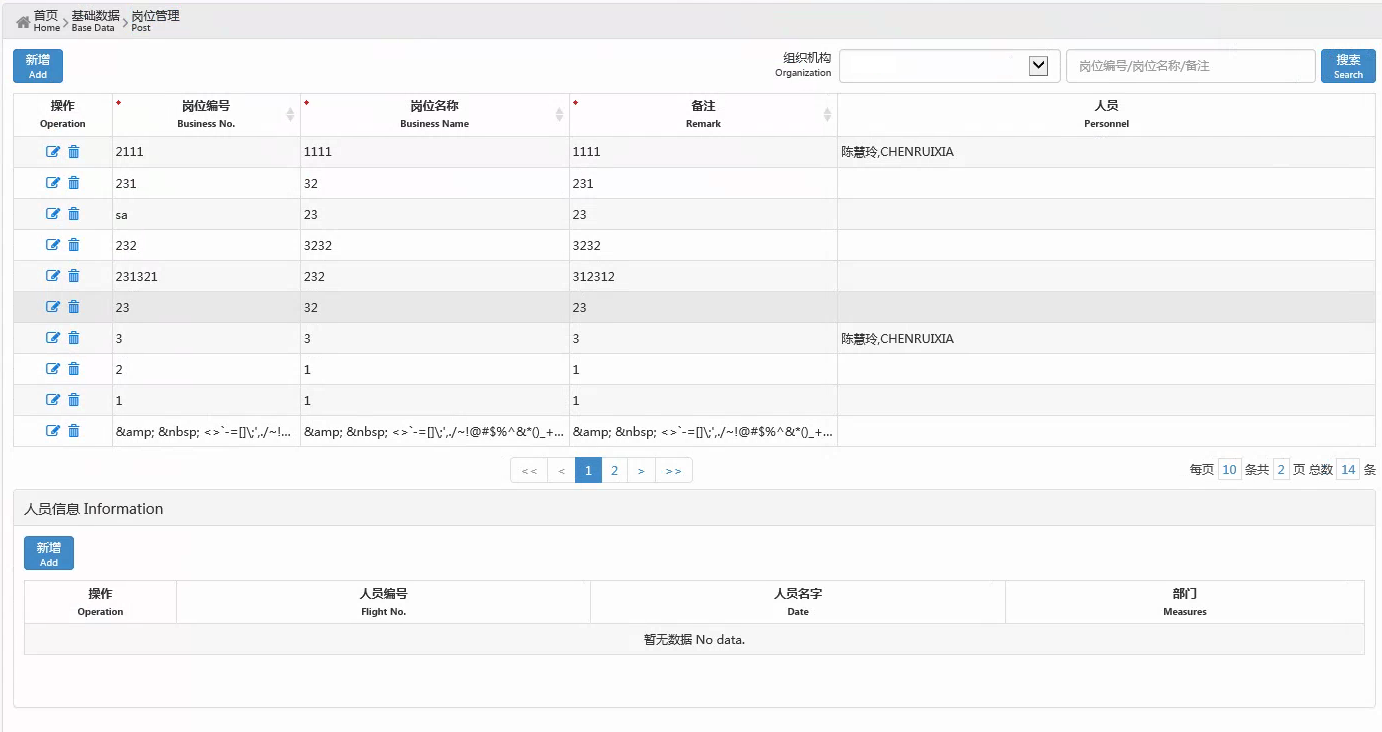 首页 基础数据 岗位管理
Home Base Data Post
新增
Add
组织机构
Organization
岗位编号/岗位名称/备注
搜索
Search
操作 * 岗位编号 * 岗位名称 * 备注 人员
Operation Business No. Business Name Remark Personnel
2111 1111 1111 陈慧玲,CHENRUIXIA
231 32 231
sa 23 23
232 3232 3232
231321 232 312312
23 32 23
3 3 3 陈慧玲,CHENRUIXIA
2 1 1
1 1 1
&amp; &nbsp; <>`-=[]\;',./~!... &amp; &nbsp; <>`-=[]\;',./~!@#$%^&*()_+... &amp; &nbsp; <>`-=[]\;',./~!@#$%^&*()_+...
<< < 1 2 > >> 每页 10 条共 2 页 总数 14 条
人员信息 Information
新增
Add
操作 人员编号 人员名字 部门
Operation Flight No. Date Measures
暂无数据 No data.